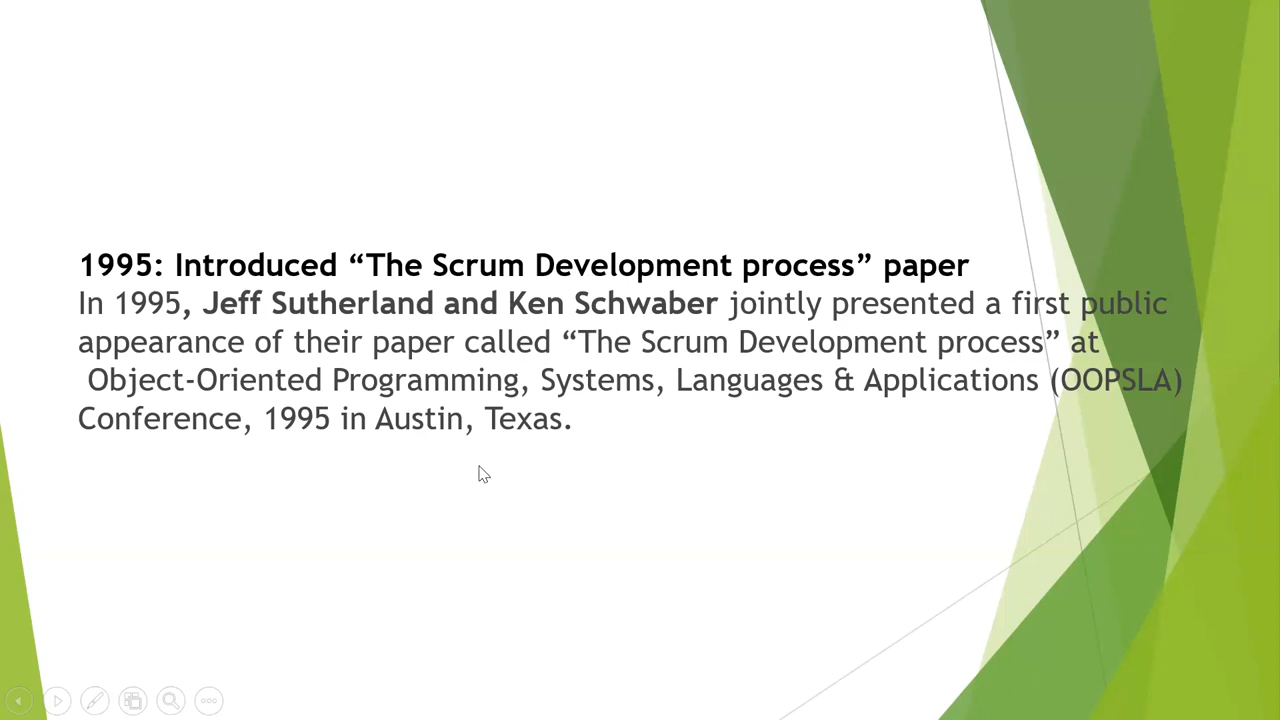 1995: Introduced “The Scrum Development process” paper
In 1995, Jeff Sutherland and Ken Schwaber jointly presented a first public
appearance of their paper called “The Scrum Development process” at
Object-Oriented Programming, Systems, Languages & Applications (OOPSLA)
Conference, 1995 in Austin, Texas.